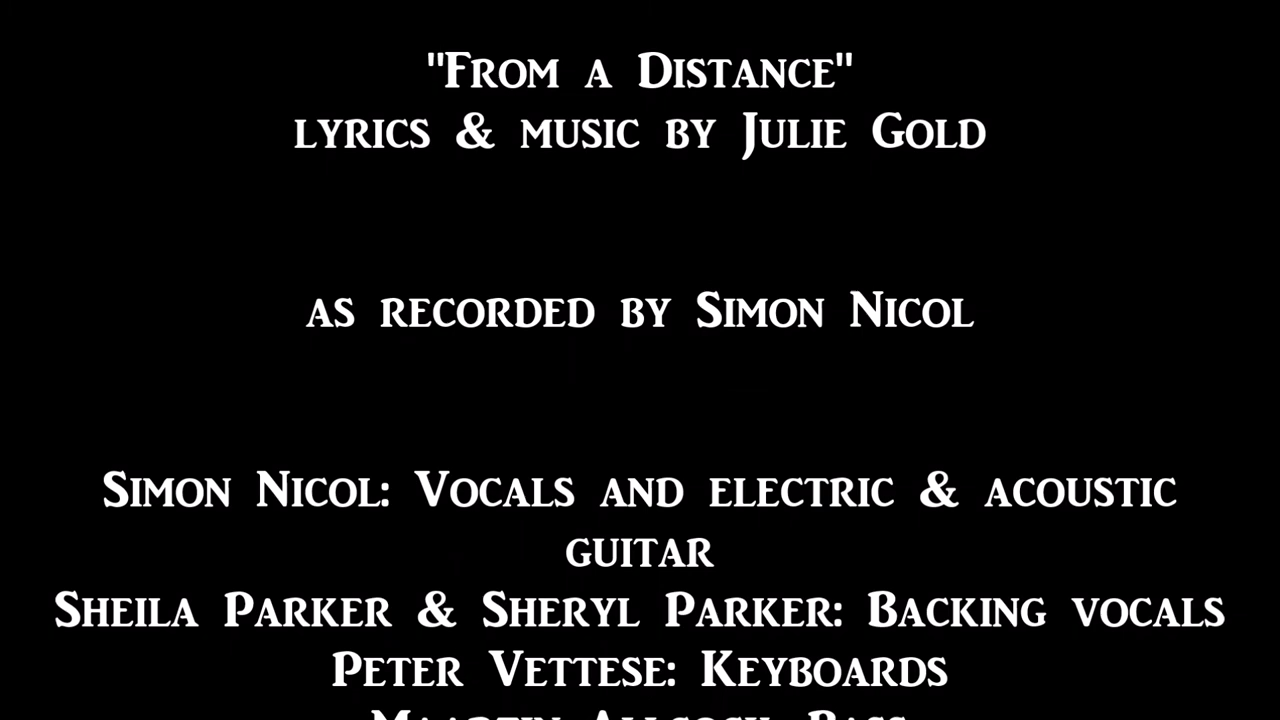 "From a Distance"
lyrics & music by Julie Gold
as recorded by Simon Nicol
Simon Nicol: Vocals and electric & acoustic
guitar
Sheila Parker & Sheryl Parker: Backing vocals
Peter Vettese: Keyboards